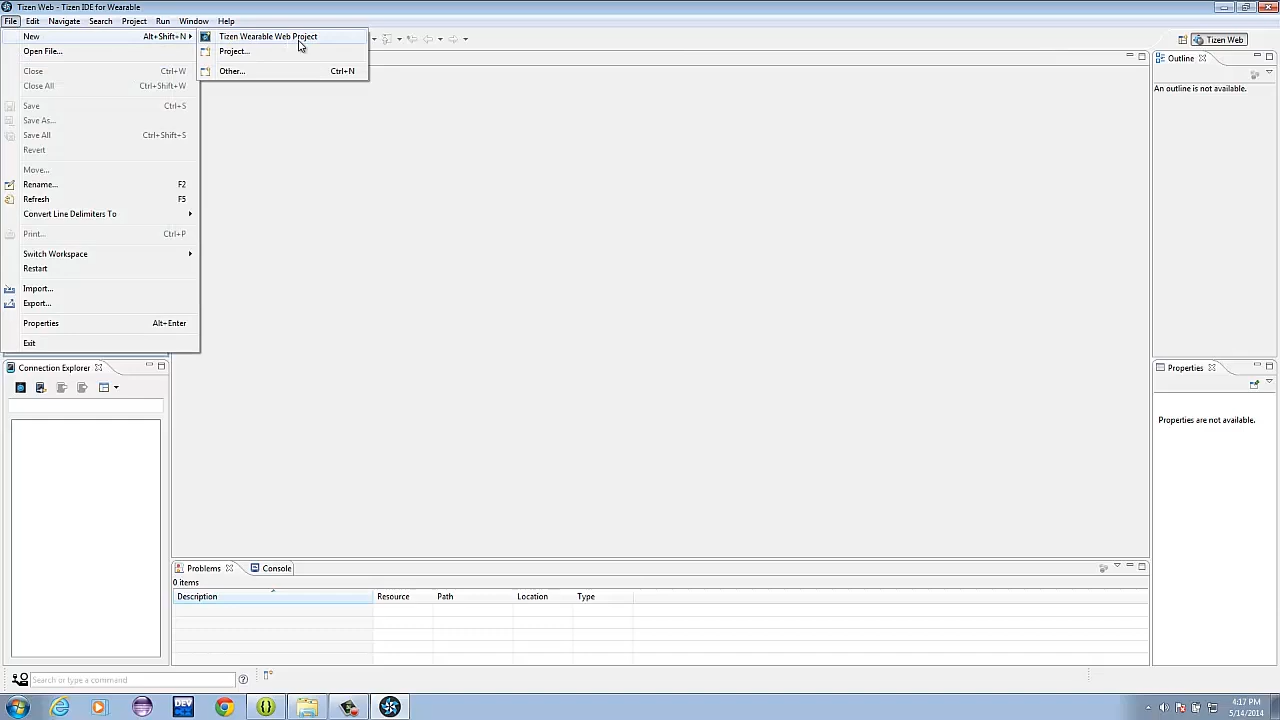 Tizen Web - Tizen IDE for Wearable
File Edit Navigate Search Project Run Window Help
New Alt+Shift+N
Open File...
Close Ctrl+W
Close All Ctrl+Shift+W
Save Ctrl+S
Save As...
Save All Ctrl+Shift+S
Revert
Move...
Rename... F2
Refresh F5
Convert Line Delimiters To
Print... Ctrl+P
Switch Workspace
Restart
Import...
Export...
Properties Alt+Enter
Exit
Tizen Wearable Web Project
Project...
Other... Ctrl+N
Tizen Web
Outline
An outline is not available.
Connection Explorer
Properties
Properties are not available.
Problems Console
0 items
Description Resource Path Location Type
Search or type a command
DEV
4:17 PM
5/14/2014